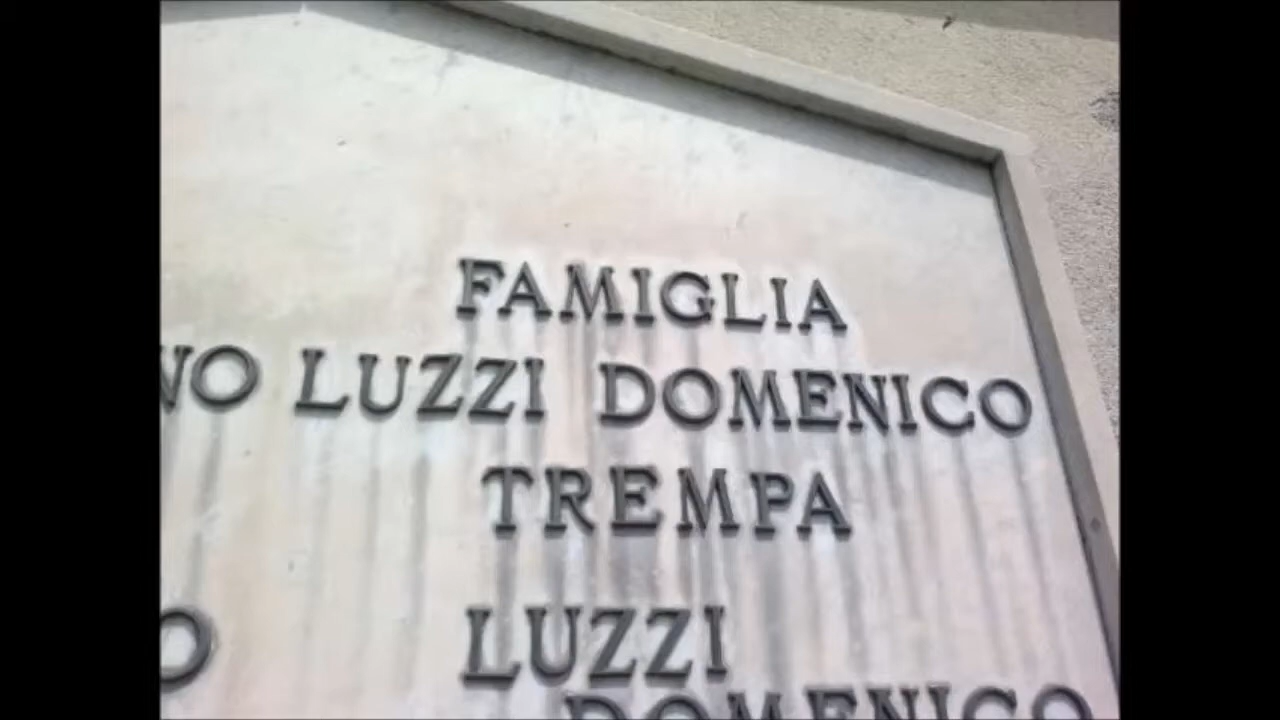 FAMIGLIA
NO LUZZI DOMENICO
TREMPA
O LUZZI
DOMENICO